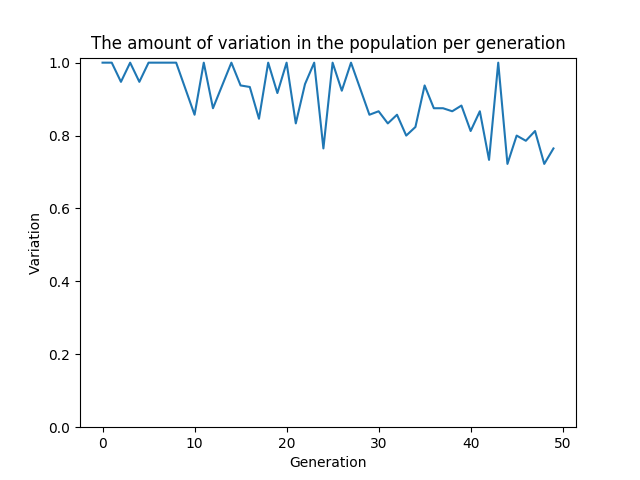 The amount of variation in the population per generation
1.0
0.8
0.6
0.4
0.2
0.0
Variation
0 10 20 30 40 50
Generation